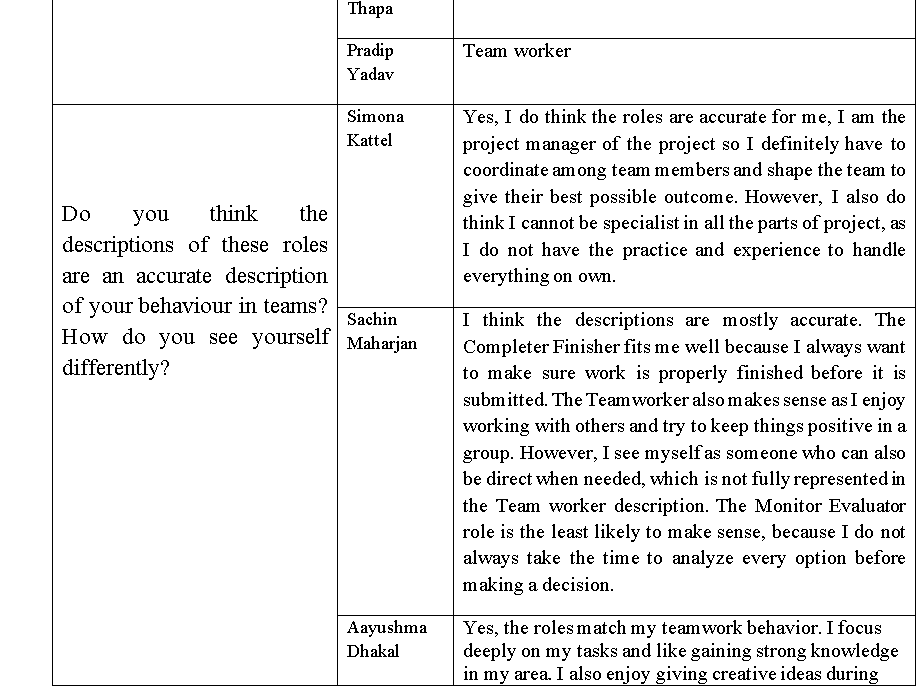 Thapa
Pradip
Yadav
Team worker
Do you think the
descriptions of these roles
are an accurate description
of your behaviour in teams?
How do you see yourself
differently?
Simona
Kattel
Yes, I do think the roles are accurate for me, I am the
project manager of the project so I definitely have to
coordinate among team members and shape the team to
give their best possible outcome. However, I also do
think I cannot be specialist in all the parts of project, as
I do not have the practice and experience to handle
everything on own.
Sachin
Maharjan
I think the descriptions are mostly accurate. The
Completer Finisher fits me well because I always want
to make sure work is properly finished before it is
submitted. The Teamworker also makes sense as I enjoy
working with others and try to keep things positive in a
group. However, I see myself as someone who can also
be direct when needed, which is not fully represented in
the Team worker description. The Monitor Evaluator
role is the least likely to make sense, because I do not
always take the time to analyze every option before
making a decision.
Aayushma
Dhakal
Yes, the roles match my teamwork behavior. I focus
deeply on my tasks and like gaining strong knowledge
in my area. I also enjoy giving creative ideas during